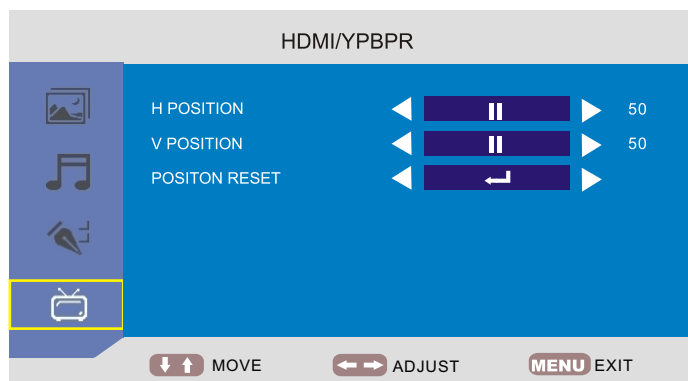 HDMI/YPBPR
H POSITION 50
V POSITION 50
POSITON RESET
MOVE ADJUST MENU EXIT